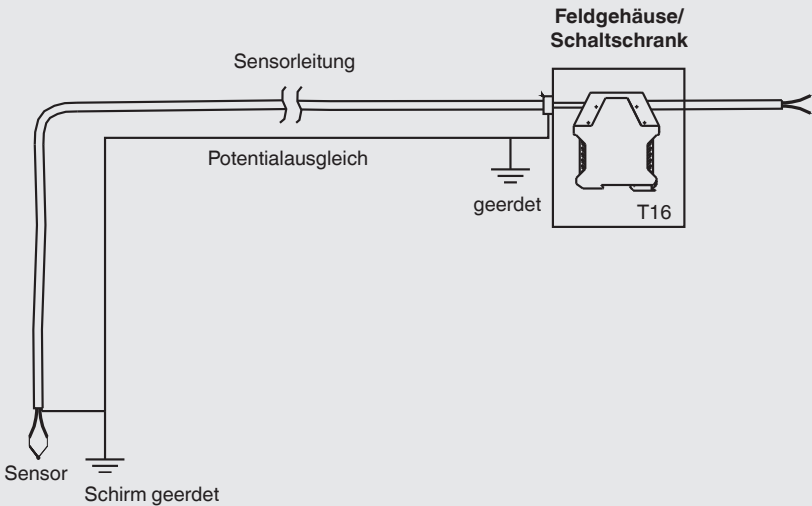 Feldgehäuse/
Schaltschrank
Sensorleitung
Potentialausgleich
geerdet
T16
Sensor
Schirm geerdet